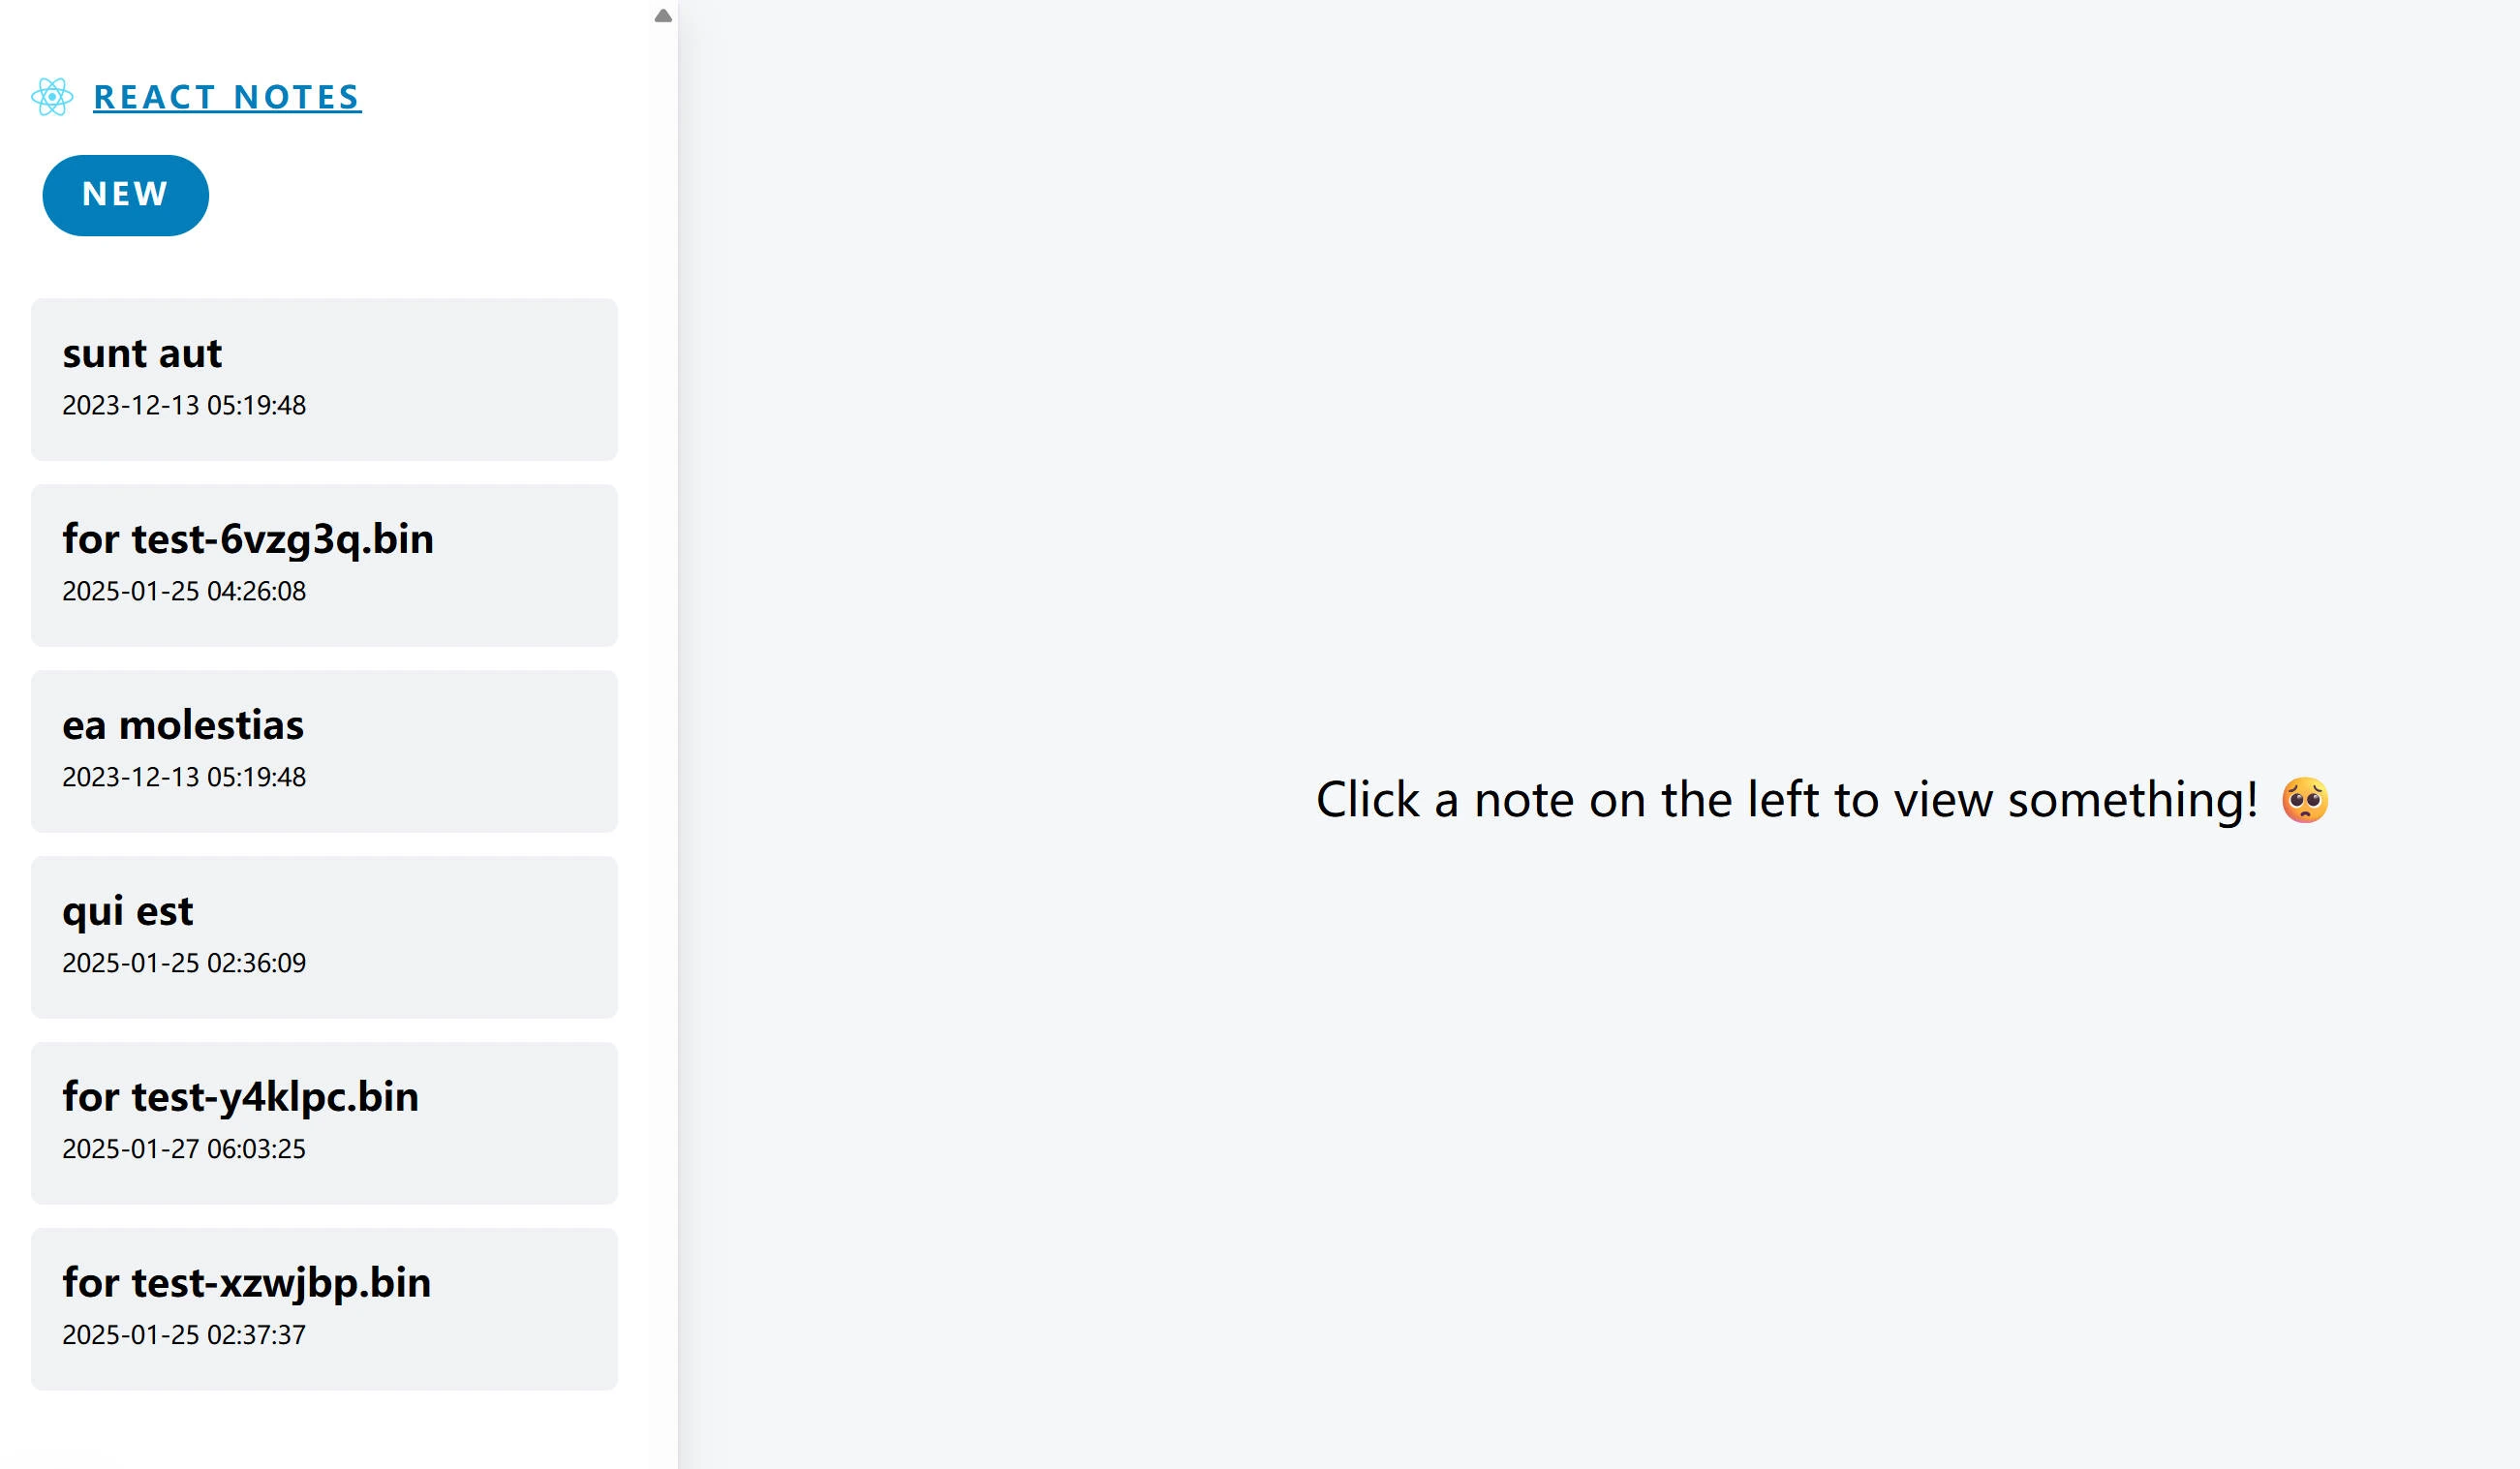 REACT NOTES
NEW
sunt aut
2023-12-13 05:19:48
for test-6vzg3q.bin
2025-01-25 04:26:08
ea molestias
2023-12-13 05:19:48
qui est
2025-01-25 02:36:09
for test-y4klpc.bin
2025-01-27 06:03:25
for test-xzwjbp.bin
2025-01-25 02:37:37
Click a note on the left to view something! 🥺